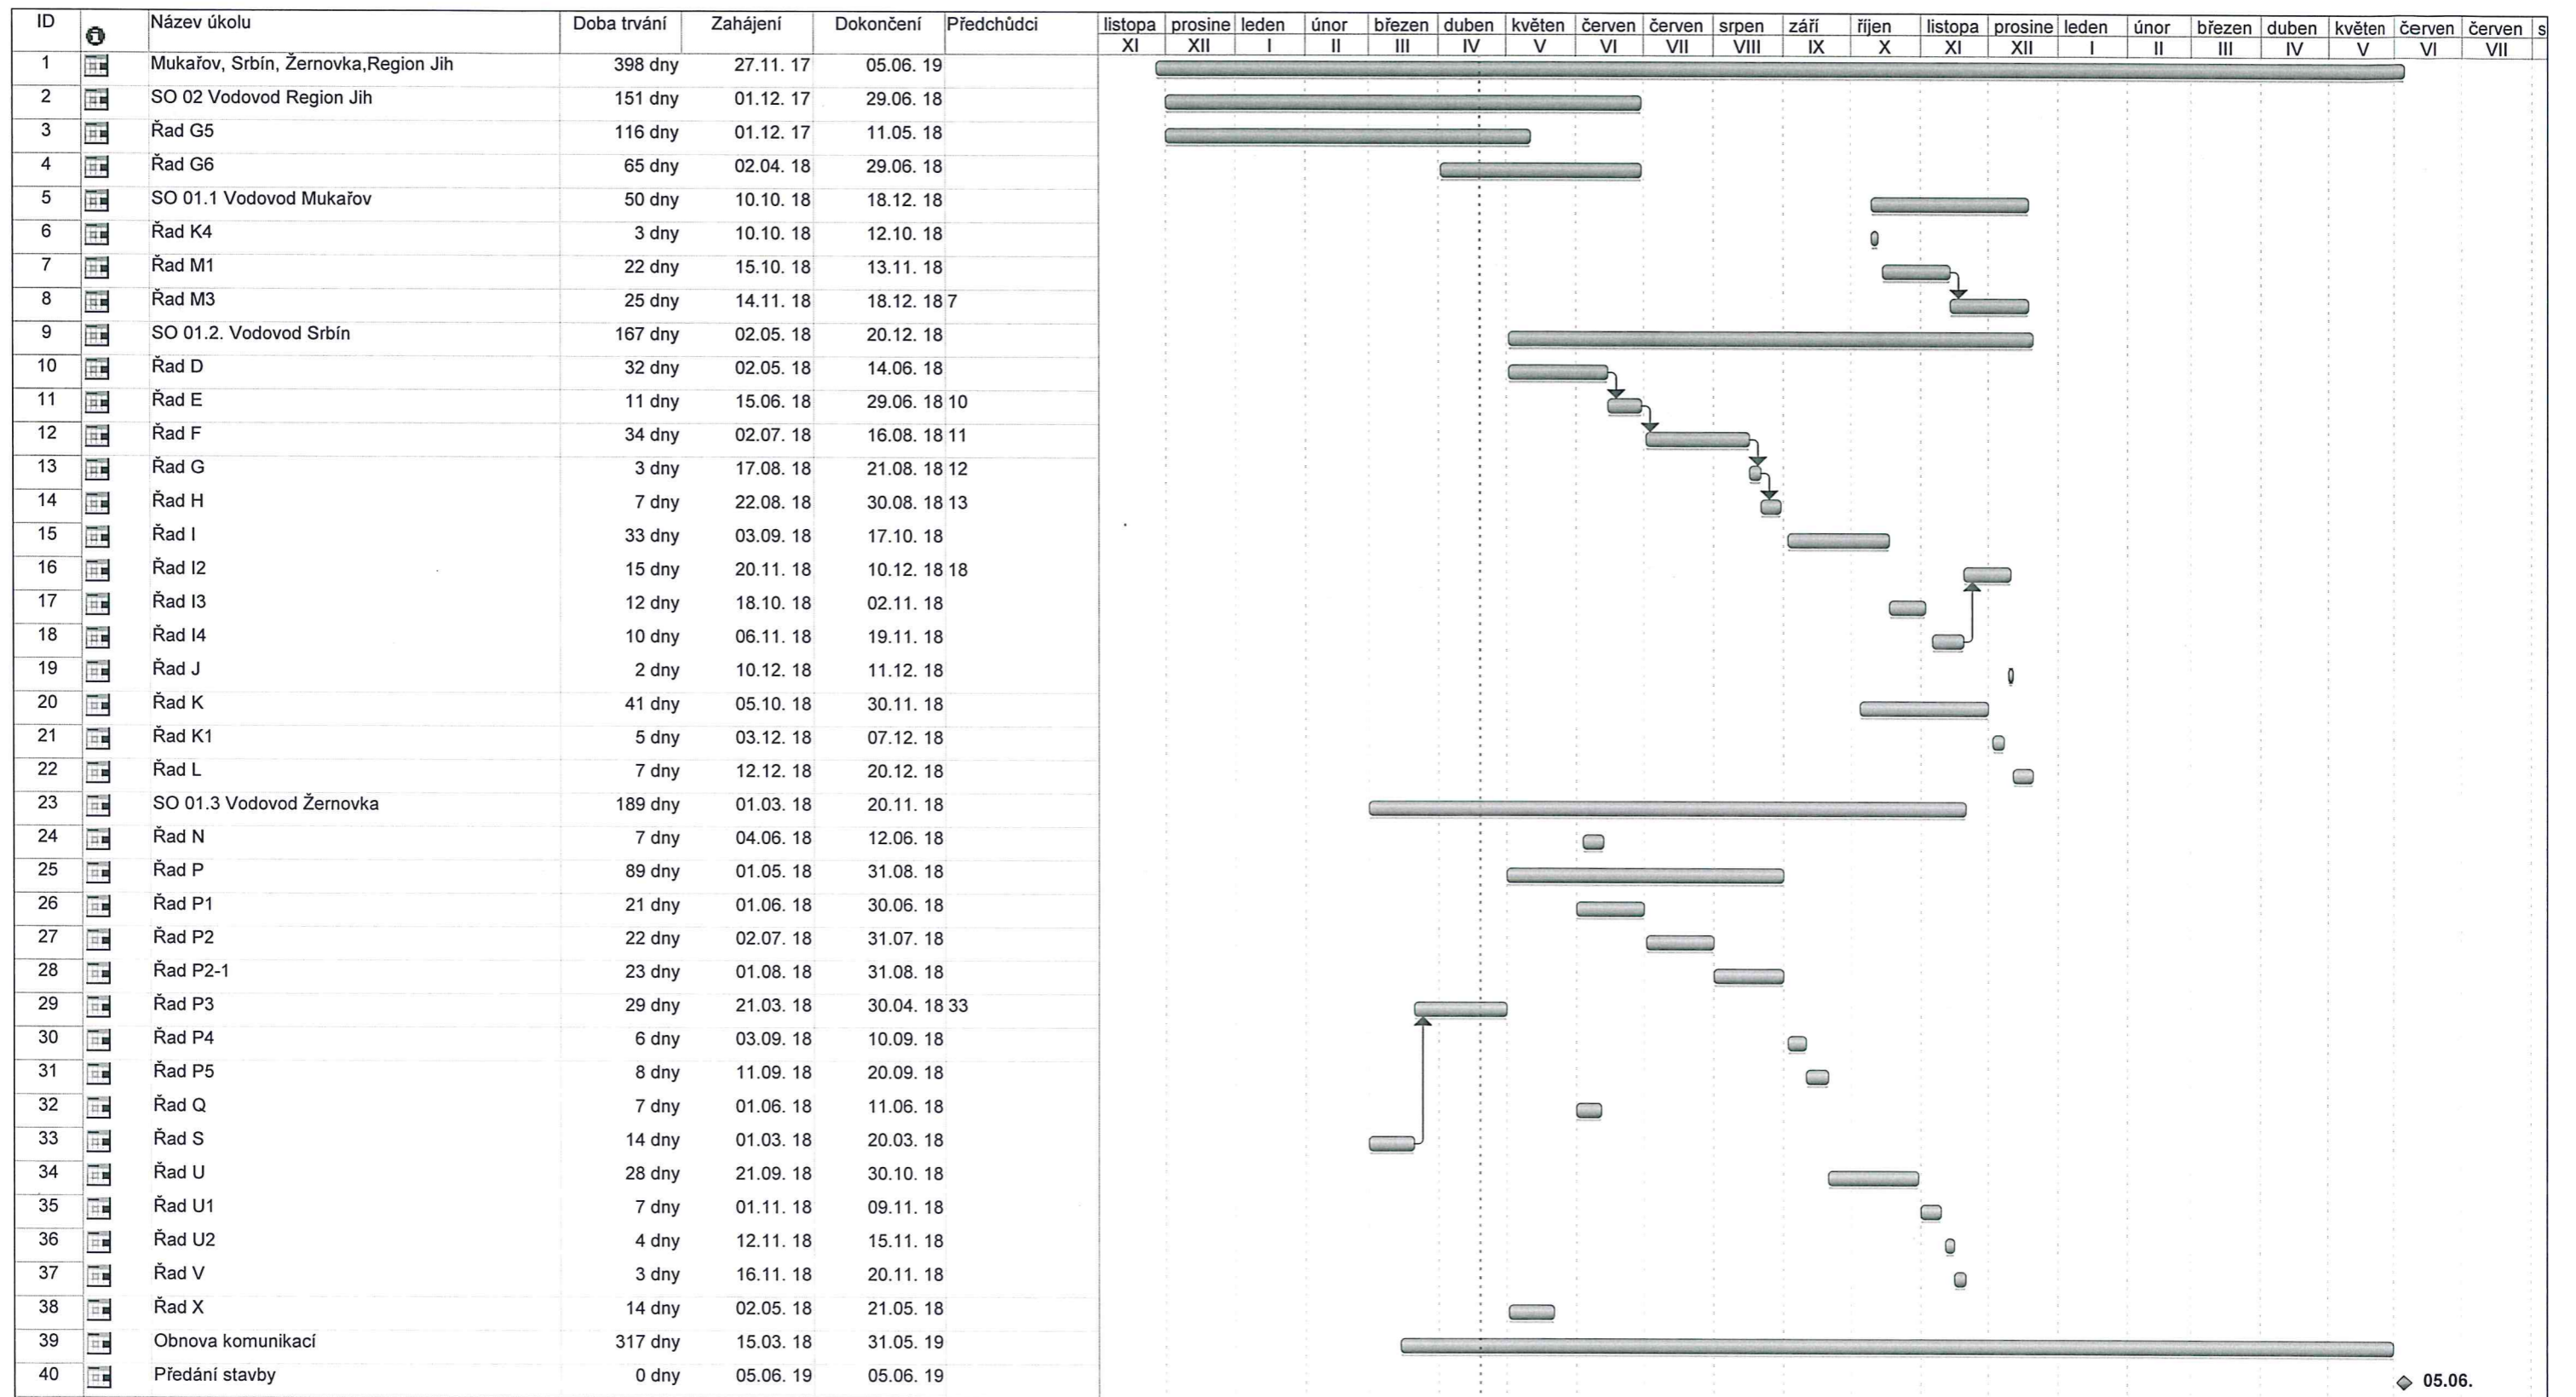 ID Název úkolu Doba trvání Zahájení Dokončení Předchůdci listopa prosine leden únor březen duben květen červen červen srpen září říjen listopa prosine leden únor březen duben květen červen červen s
XI XII I II III IV V VI VII VIII IX X XI XII I II III IV V VI VII
1 Mukařov, Srbín, Žernovka,Region Jih 398 dny 27.11. 17 05.06. 19
2 SO 02 Vodovod Region Jih 151 dny 01.12. 17 29.06. 18
3 Řad G5 116 dny 01.12. 17 11.05. 18
4 Řad G6 65 dny 02.04. 18 29.06. 18
5 SO 01.1 Vodovod Mukařov 50 dny 10.10. 18 18.12. 18
6 Řad K4 3 dny 10.10. 18 12.10. 18
7 Řad M1 22 dny 15.10. 18 13.11. 18
8 Řad M3 25 dny 14.11. 18 18.12. 18 7
9 SO 01.2. Vodovod Srbín 167 dny 02.05. 18 20.12. 18
10 Řad D 32 dny 02.05. 18 14.06. 18
11 Řad E 11 dny 15.06. 18 29.06. 18 10
12 Řad F 34 dny 02.07. 18 16.08. 18 11
13 Řad G 3 dny 17.08. 18 21.08. 18 12
14 Řad H 7 dny 22.08. 18 30.08. 18 13
15 Řad I 33 dny 03.09. 18 17.10. 18
16 Řad I2 15 dny 20.11. 18 10.12. 18 18
17 Řad I3 12 dny 18.10. 18 02.11. 18
18 Řad I4 10 dny 06.11. 18 19.11. 18
19 Řad J 2 dny 10.12. 18 11.12. 18
20 Řad K 41 dny 05.10. 18 30.11. 18
21 Řad K1 5 dny 03.12. 18 07.12. 18
22 Řad L 7 dny 12.12. 18 20.12. 18
23 SO 01.3 Vodovod Žernovka 189 dny 01.03. 18 20.11. 18
24 Řad N 7 dny 04.06. 18 12.06. 18
25 Řad P 89 dny 01.05. 18 31.08. 18
26 Řad P1 21 dny 01.06. 18 30.06. 18
27 Řad P2 22 dny 02.07. 18 31.07. 18
28 Řad P2-1 23 dny 01.08. 18 31.08. 18
29 Řad P3 29 dny 21.03. 18 30.04. 18 33
30 Řad P4 6 dny 03.09. 18 10.09. 18
31 Řad P5 8 dny 11.09. 18 20.09. 18
32 Řad Q 7 dny 01.06. 18 11.06. 18
33 Řad S 14 dny 01.03. 18 20.03. 18
34 Řad U 28 dny 21.09. 18 30.10. 18
35 Řad U1 7 dny 01.11. 18 09.11. 18
36 Řad U2 4 dny 12.11. 18 15.11. 18
37 Řad V 3 dny 16.11. 18 20.11. 18
38 Řad X 14 dny 02.05. 18 21.05. 18
39 Obnova komunikací 317 dny 15.03. 18 31.05. 19
40 Předání stavby 0 dny 05.06. 19 05.06. 19 05.06.